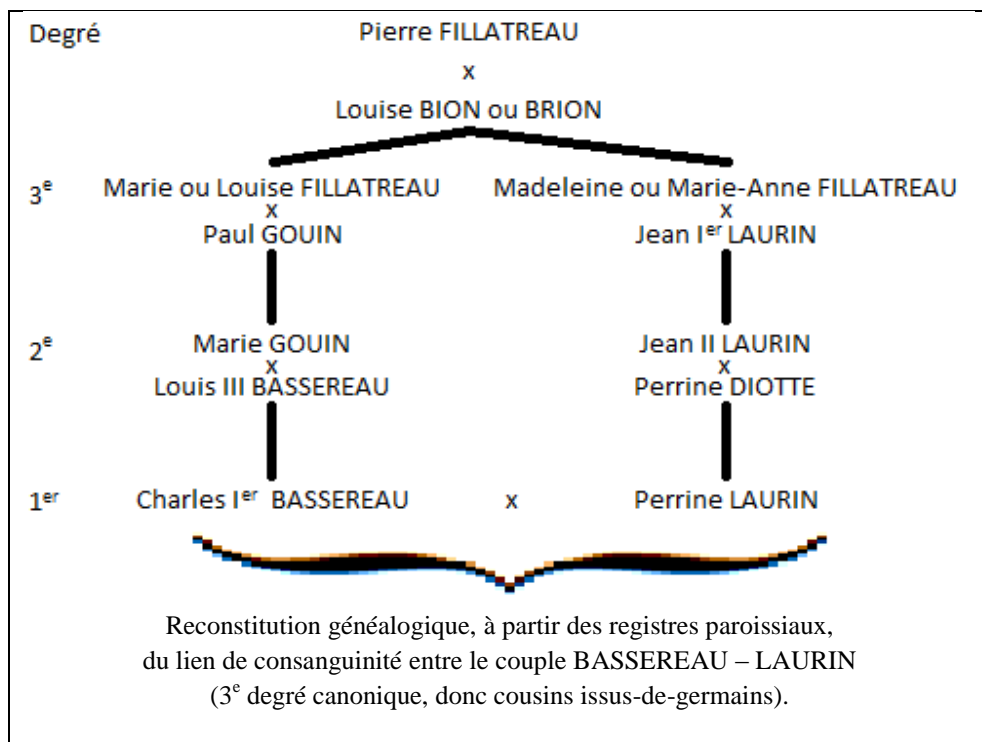 Degré Pierre FILLATREAU
x
Louise BION ou BRION
3e Marie ou Louise FILLATREAU Madeleine ou Marie-Anne FILLATREAU
x x
Paul GOUIN Jean Ier LAURIN
2e Marie GOUIN Jean II LAURIN
x x
Louis III BASSEREAU Perrine DIOTTE
1er Charles Ier BASSEREAU x Perrine LAURIN
Reconstitution généalogique, à partir des registres paroissiaux,
du lien de consanguinité entre le couple BASSEREAU – LAURIN
(3e degré canonique, donc cousins issus-de-germains).